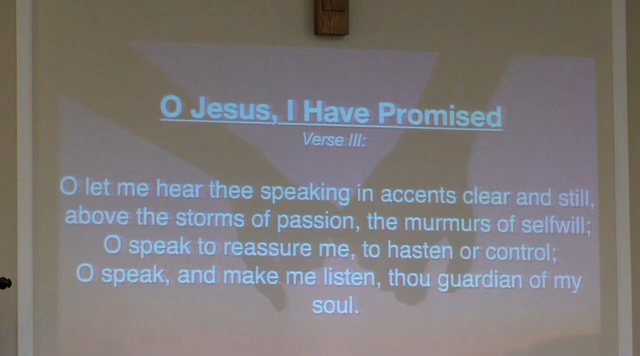 O Jesus, I Have Promised
Verse III:
O let me hear thee speaking in accents clear and still,
above the storms of passion, the murmurs of selfwill;
O speak to reassure me, to hasten or control;
O speak, and make me listen, thou guardian of my
soul.